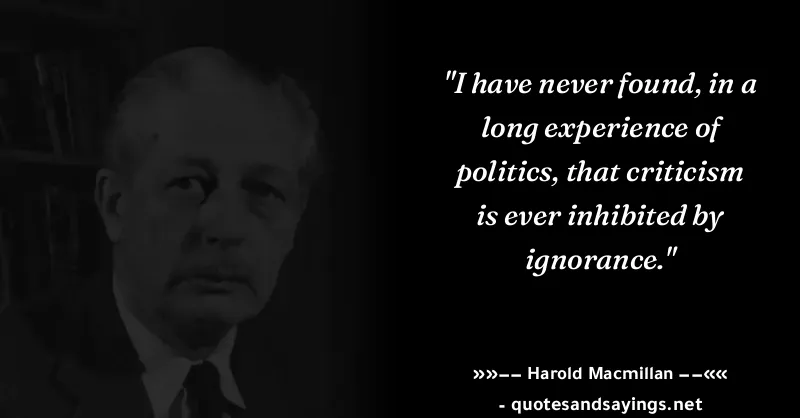 "I have never found, in a
long experience of
politics, that criticism
is ever inhibited by
ignorance."
»»−− Harold Macmillan −−««
- quotesandsayings.net